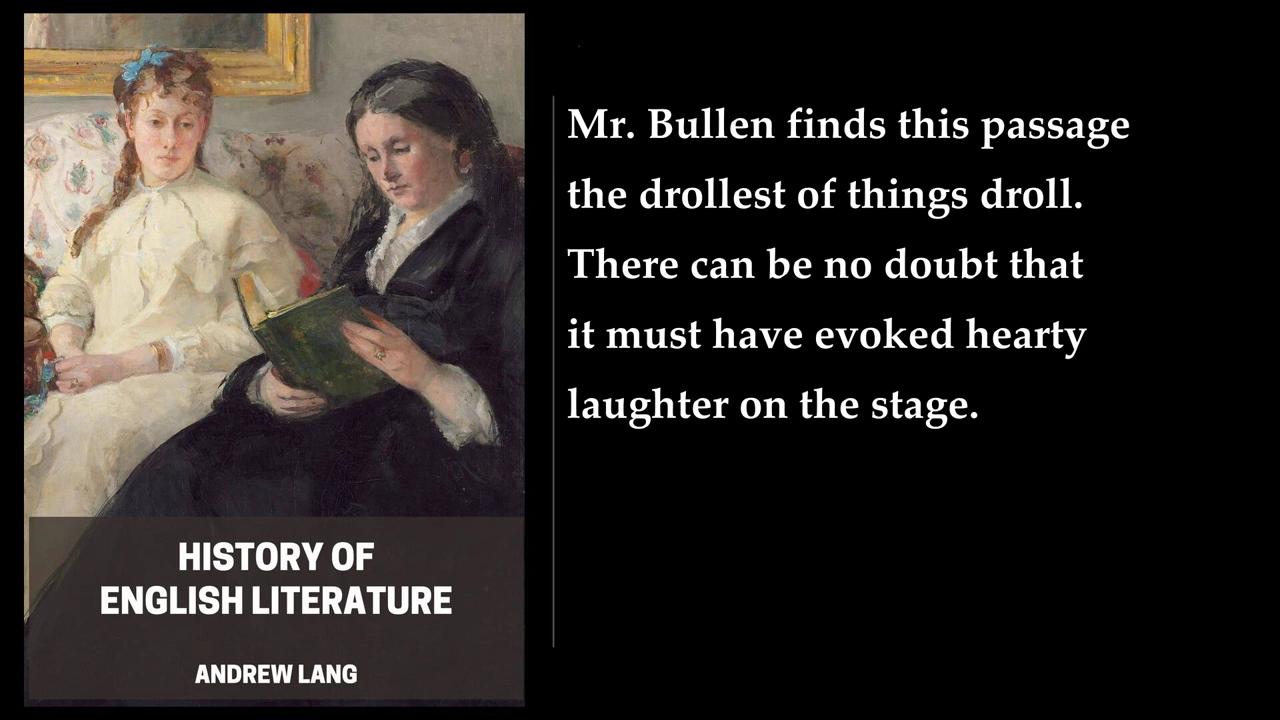 HISTORY OF
ENGLISH LITERATURE
ANDREW LANG
Mr. Bullen finds this passage
the drollest of things droll.
There can be no doubt that
it must have evoked hearty
laughter on the stage.